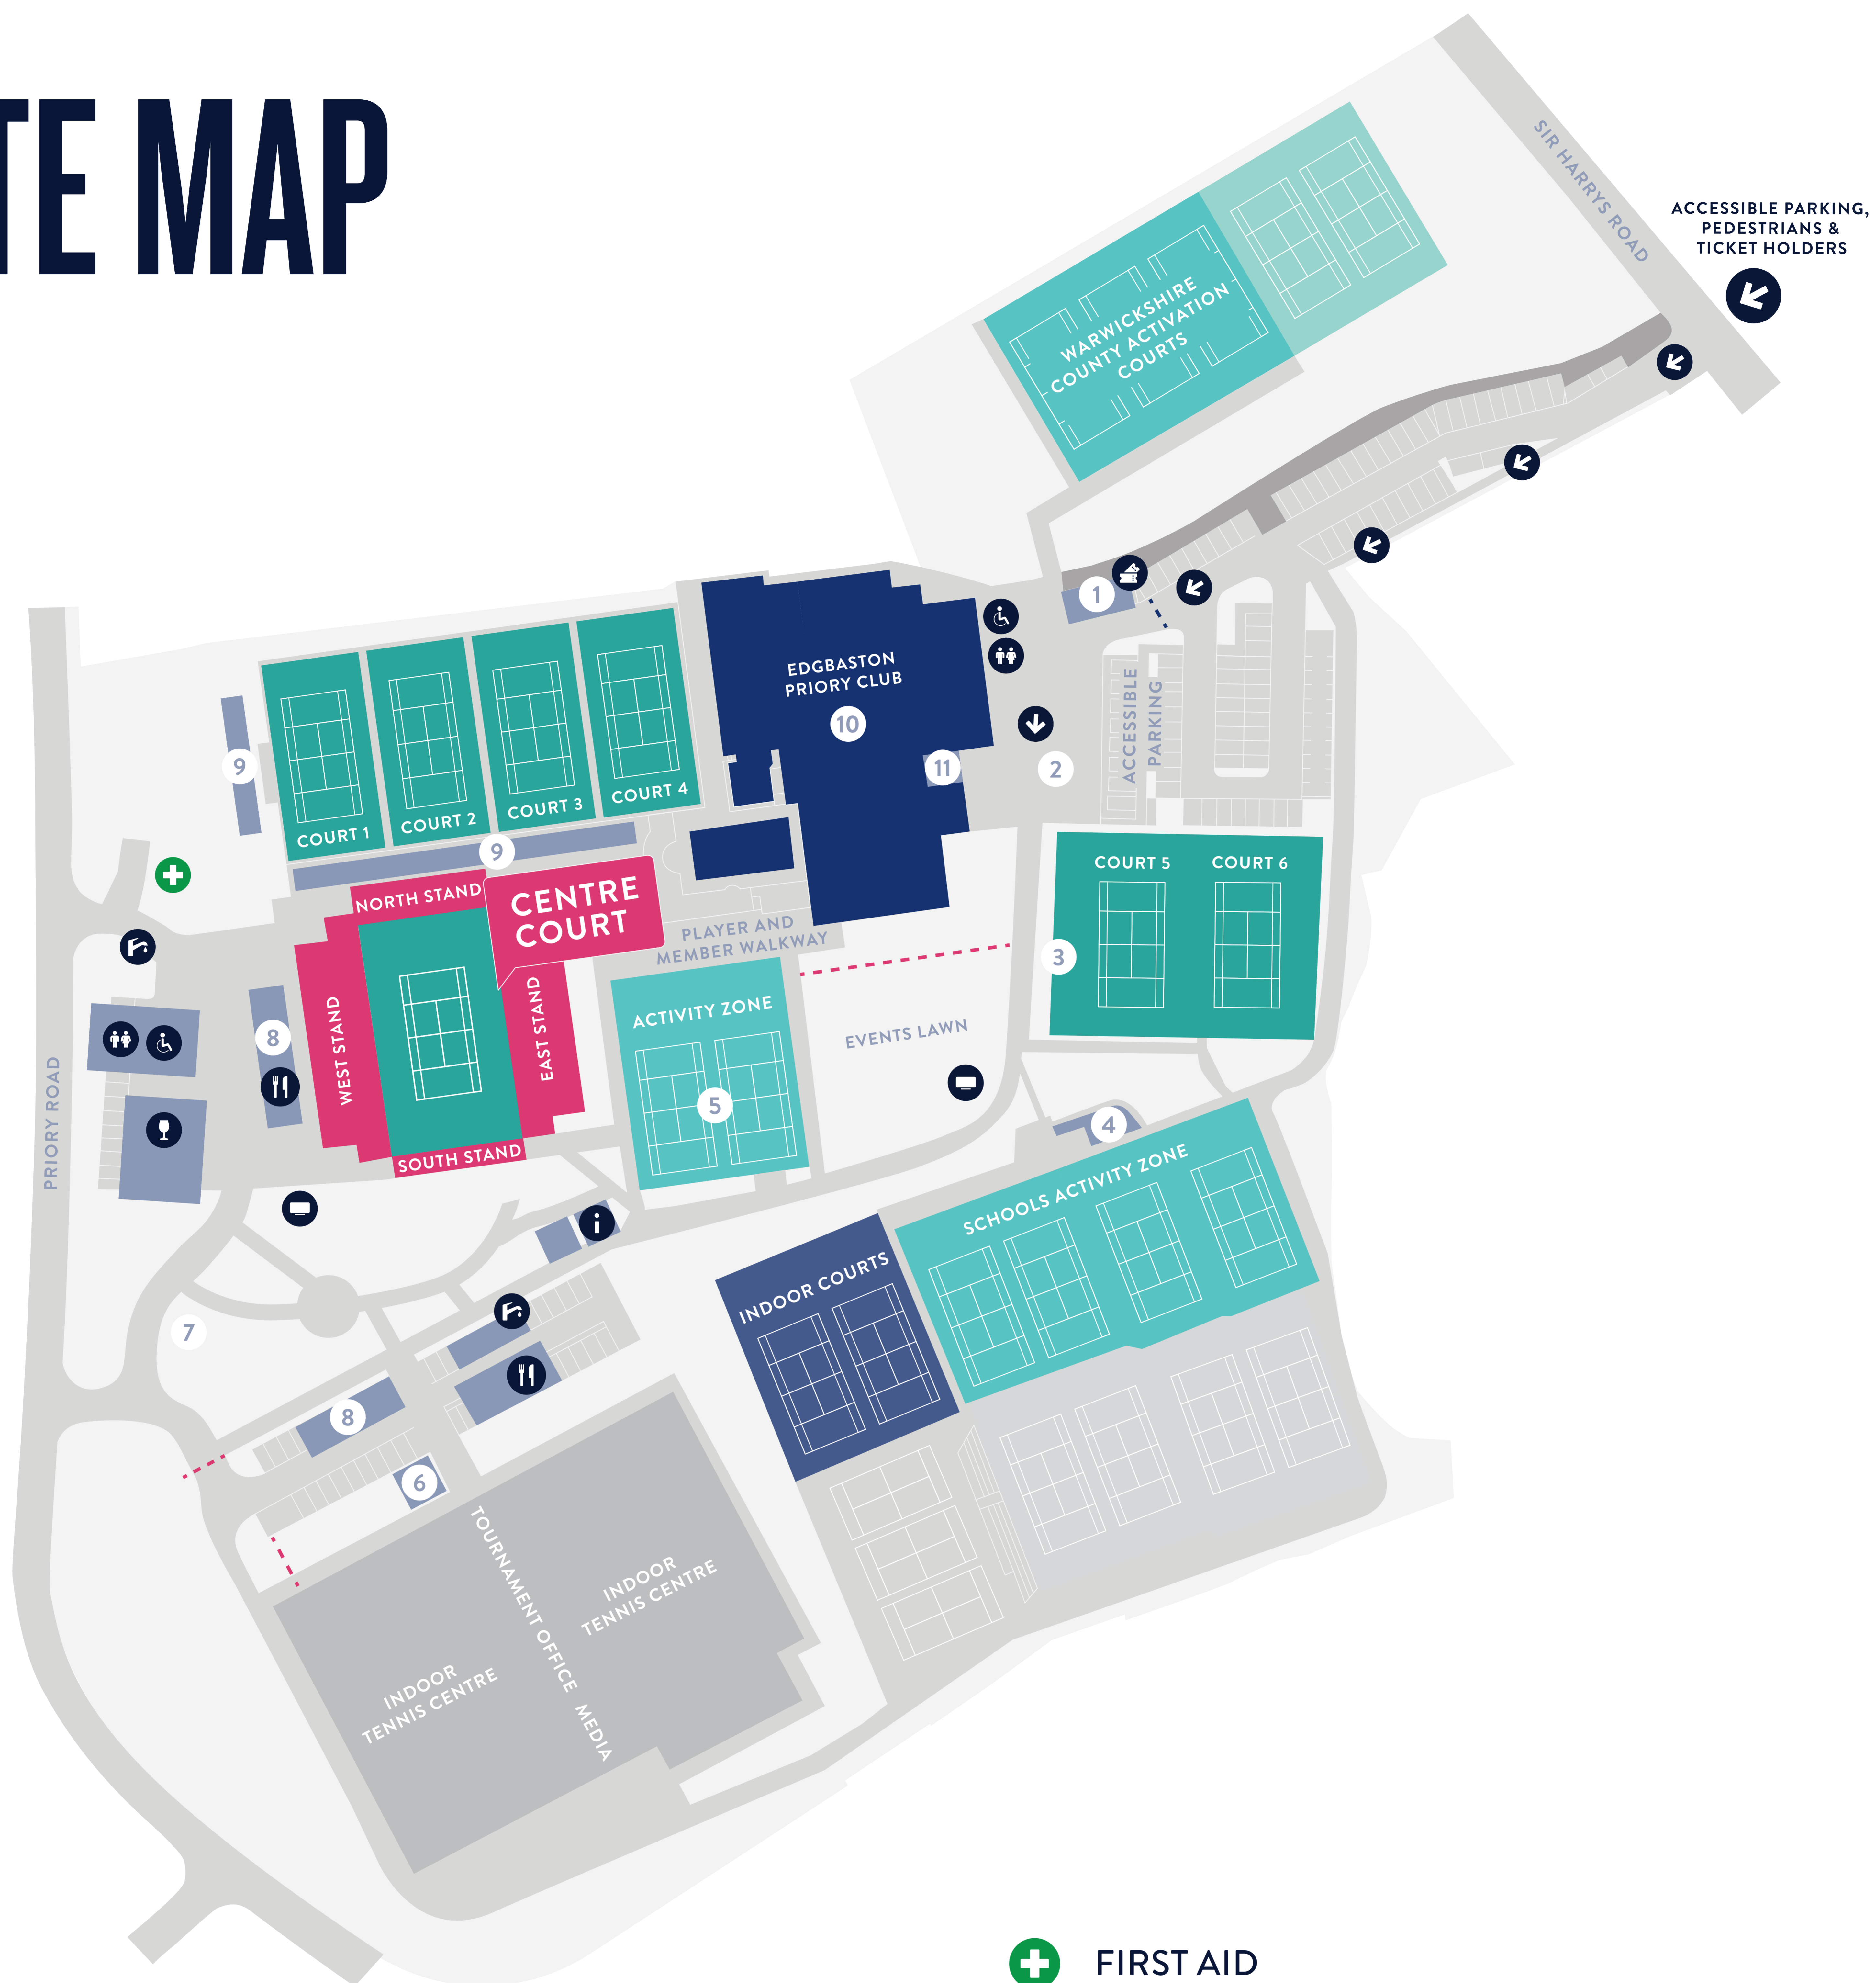 TE MAP
SIR HARRYS ROAD
ACCESSIBLE PARKING,
PEDESTRIANS &
TICKET HOLDERS
WARWICKSHIRE
COUNTY ACTIVATION
COURTS
1
EDGBASTON
PRIORY CLUB
10
11
2
ACCESSIBLE
PARKING
9
COURT 1
COURT 2
COURT 3
COURT 4
9
NORTH STAND
CENTRE
COURT
PLAYER AND
MEMBER WALKWAY
COURT 5
COURT 6
3
WEST STAND
EAST STAND
SOUTH STAND
8
PRIORY ROAD
ACTIVITY ZONE
5
EVENTS LAWN
4
SCHOOLS ACTIVITY ZONE
INDOOR COURTS
i
7
8
6
TOURNAMENT OFFICE
MEDIA
INDOOR
TENNIS CENTRE
INDOOR
TENNIS CENTRE
FIRST AID